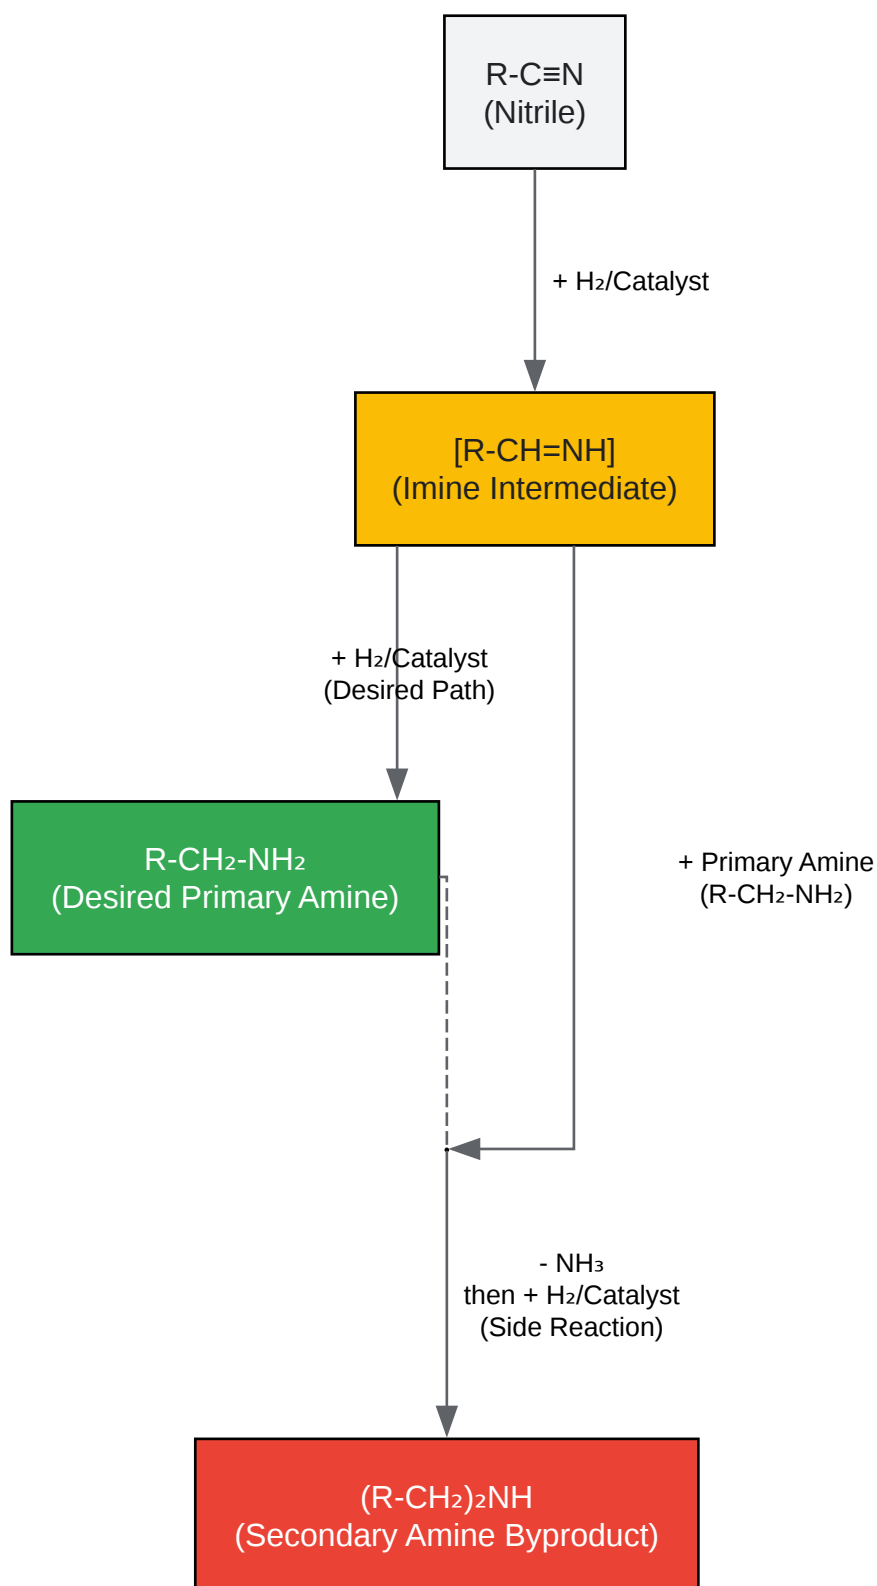 R-C≡N
(Nitrile)
+ H₂/Catalyst
[R-CH=NH]
(Imine Intermediate)
+ H₂/Catalyst
(Desired Path)
R-CH₂-NH₂
(Desired Primary Amine)
+ Primary Amine
(R-CH₂-NH₂)
- NH₃
then + H₂/Catalyst
(Side Reaction)
(R-CH₂)₂NH
(Secondary Amine Byproduct)